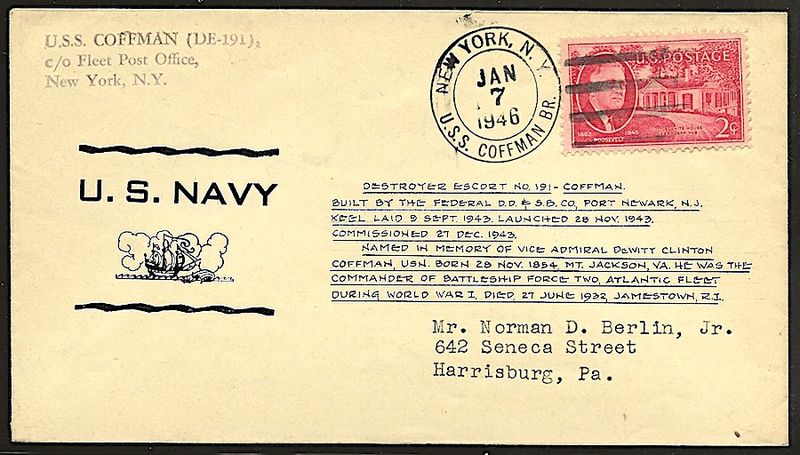 U.S.S. COFFMAN (DE-191),
c/o Fleet Post Office,
New York, N.Y.
NEW YORK, N. Y.
JAN
7
1946
U.S.S. COFFMAN BR.
U.S. POSTAGE
1882 1945
ROOSEVELT
2¢
U. S. NAVY
DESTROYER ESCORT NO. 191 - COFFMAN.
BUILT BY THE FEDERAL D.D. & S.B. CO, PORT NEWARK, N.J.
KEEL LAID 9 SEPT. 1943. LAUNCHED 28 NOV. 1943.
COMMISSIONED 27 DEC. 1943.
NAMED IN MEMORY OF VICE ADMIRAL DEWITT CLINTON
COFFMAN, USN. BORN 28 NOV. 1854, MT. JACKSON, VA. HE WAS THE
COMMANDER OF BATTLESHIP FORCE TWO, ATLANTIC FLEET
DURING WORLD WAR I. DIED, 27 JUNE 1932, JAMESTOWN, R.I.
Mr. Norman D. Berlin, Jr.
642 Seneca Street
Harrisburg, Pa.